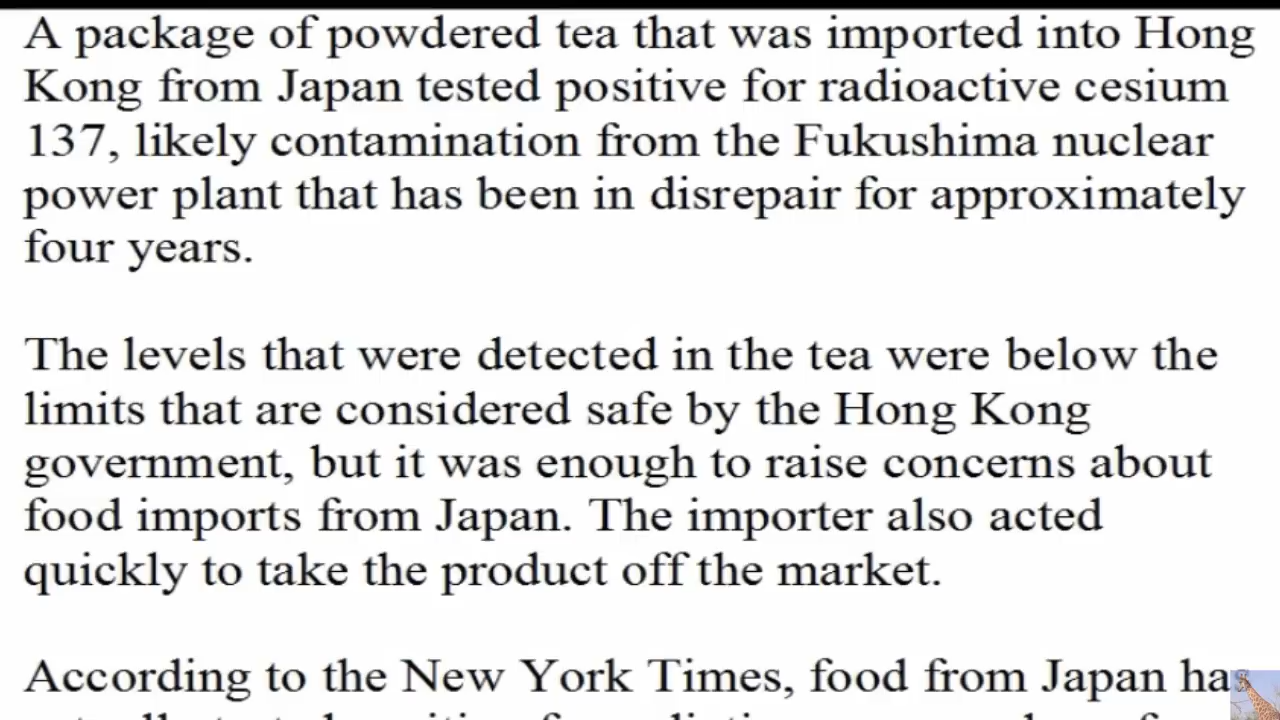 A package of powdered tea that was imported into Hong
Kong from Japan tested positive for radioactive cesium
137, likely contamination from the Fukushima nuclear
power plant that has been in disrepair for approximately
four years.
The levels that were detected in the tea were below the
limits that are considered safe by the Hong Kong
government, but it was enough to raise concerns about
food imports from Japan. The importer also acted
quickly to take the product off the market.
According to the New York Times, food from Japan has